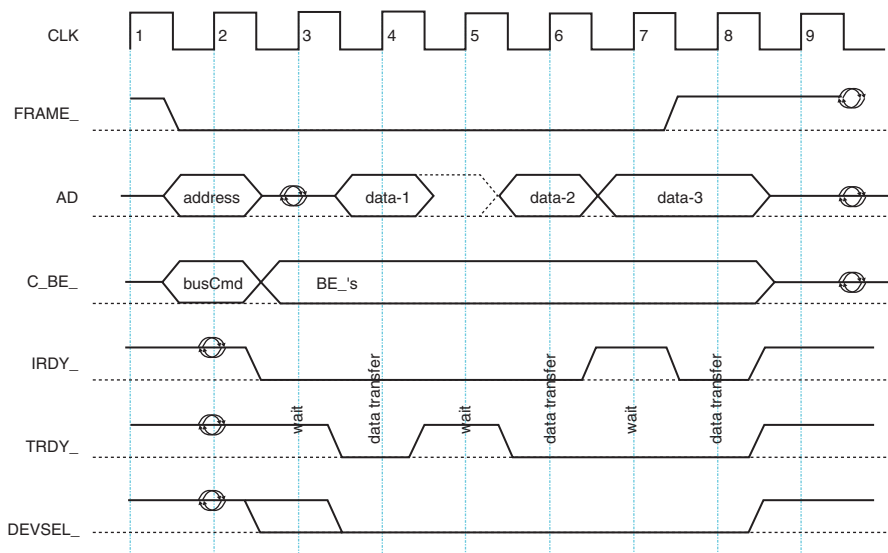 CLK 1 2 3 4 5 6 7 8 9
FRAME_
AD address data-1 data-2 data-3
C_BE_ busCmd BE_'s
IRDY_
wait data transfer wait data transfer wait data transfer
TRDY_
DEVSEL_